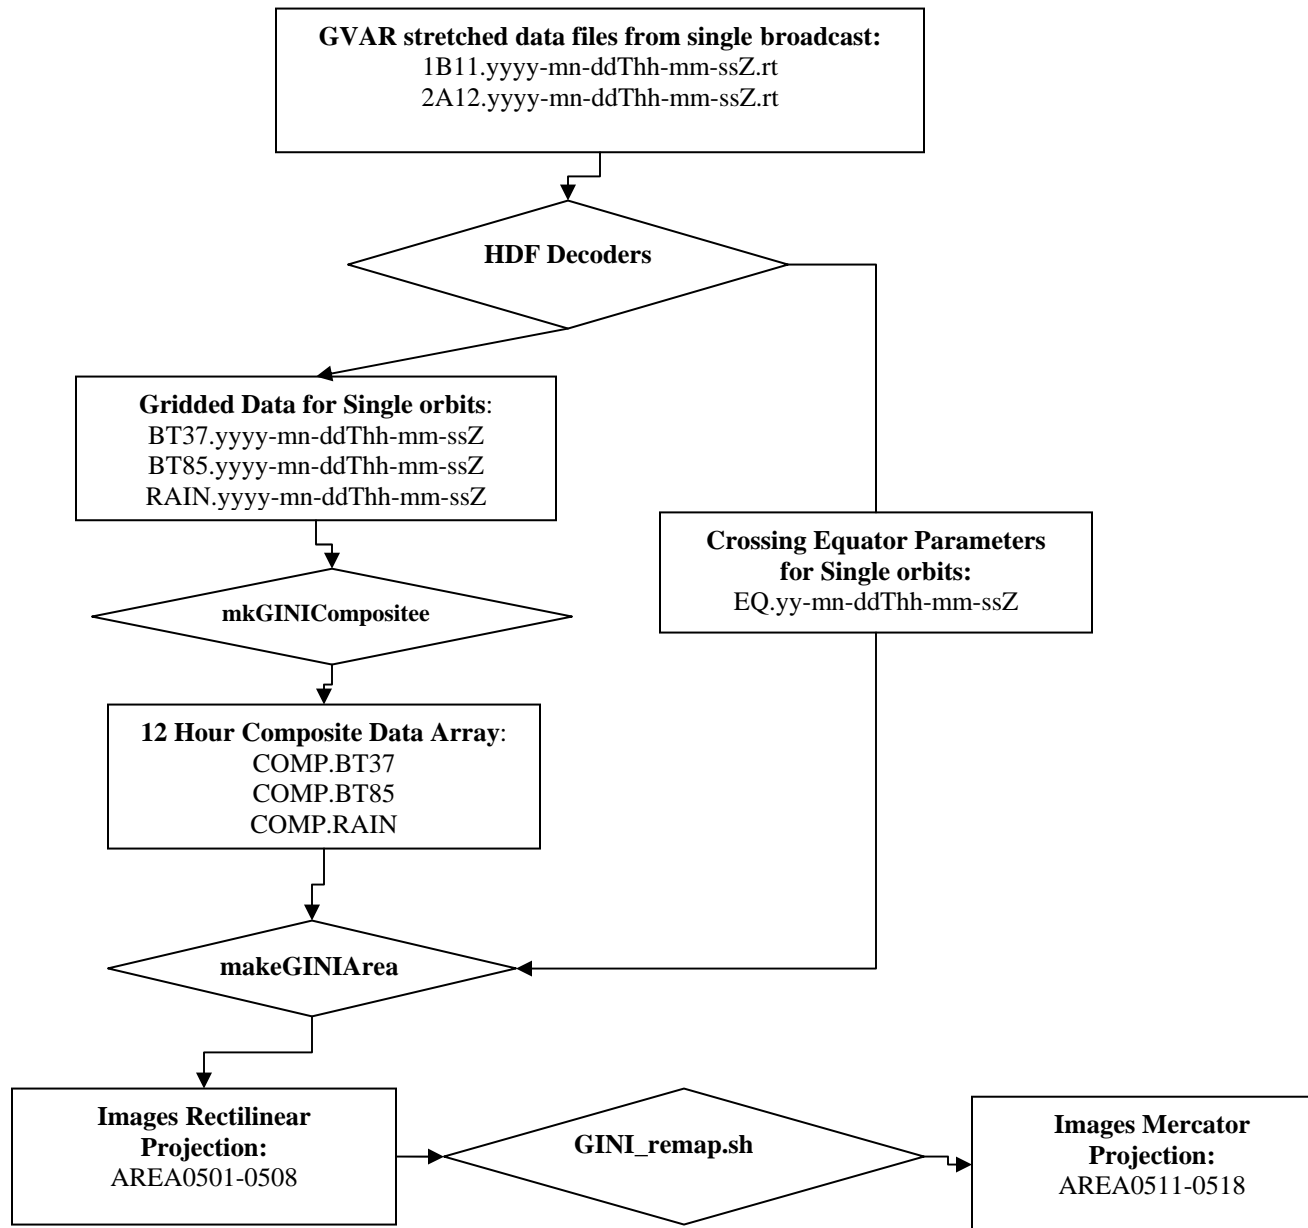 GVAR stretched data files from single broadcast:
1B11.yyyy-mn-ddThh-mm-ssZ.rt
2A12.yyyy-mn-ddThh-mm-ssZ.rt
HDF Decoders
Gridded Data for Single orbits:
BT37.yyyy-mn-ddThh-mm-ssZ
BT85.yyyy-mn-ddThh-mm-ssZ
RAIN.yyyy-mn-ddThh-mm-ssZ
Crossing Equator Parameters
for Single orbits:
EQ.yy-mn-ddThh-mm-ssZ
mkGINICompositee
12 Hour Composite Data Array:
COMP.BT37
COMP.BT85
COMP.RAIN
makeGINIArea
Images Rectilinear
Projection:
AREA0501-0508
GINI_remap.sh
Images Mercator
Projection:
AREA0511-0518